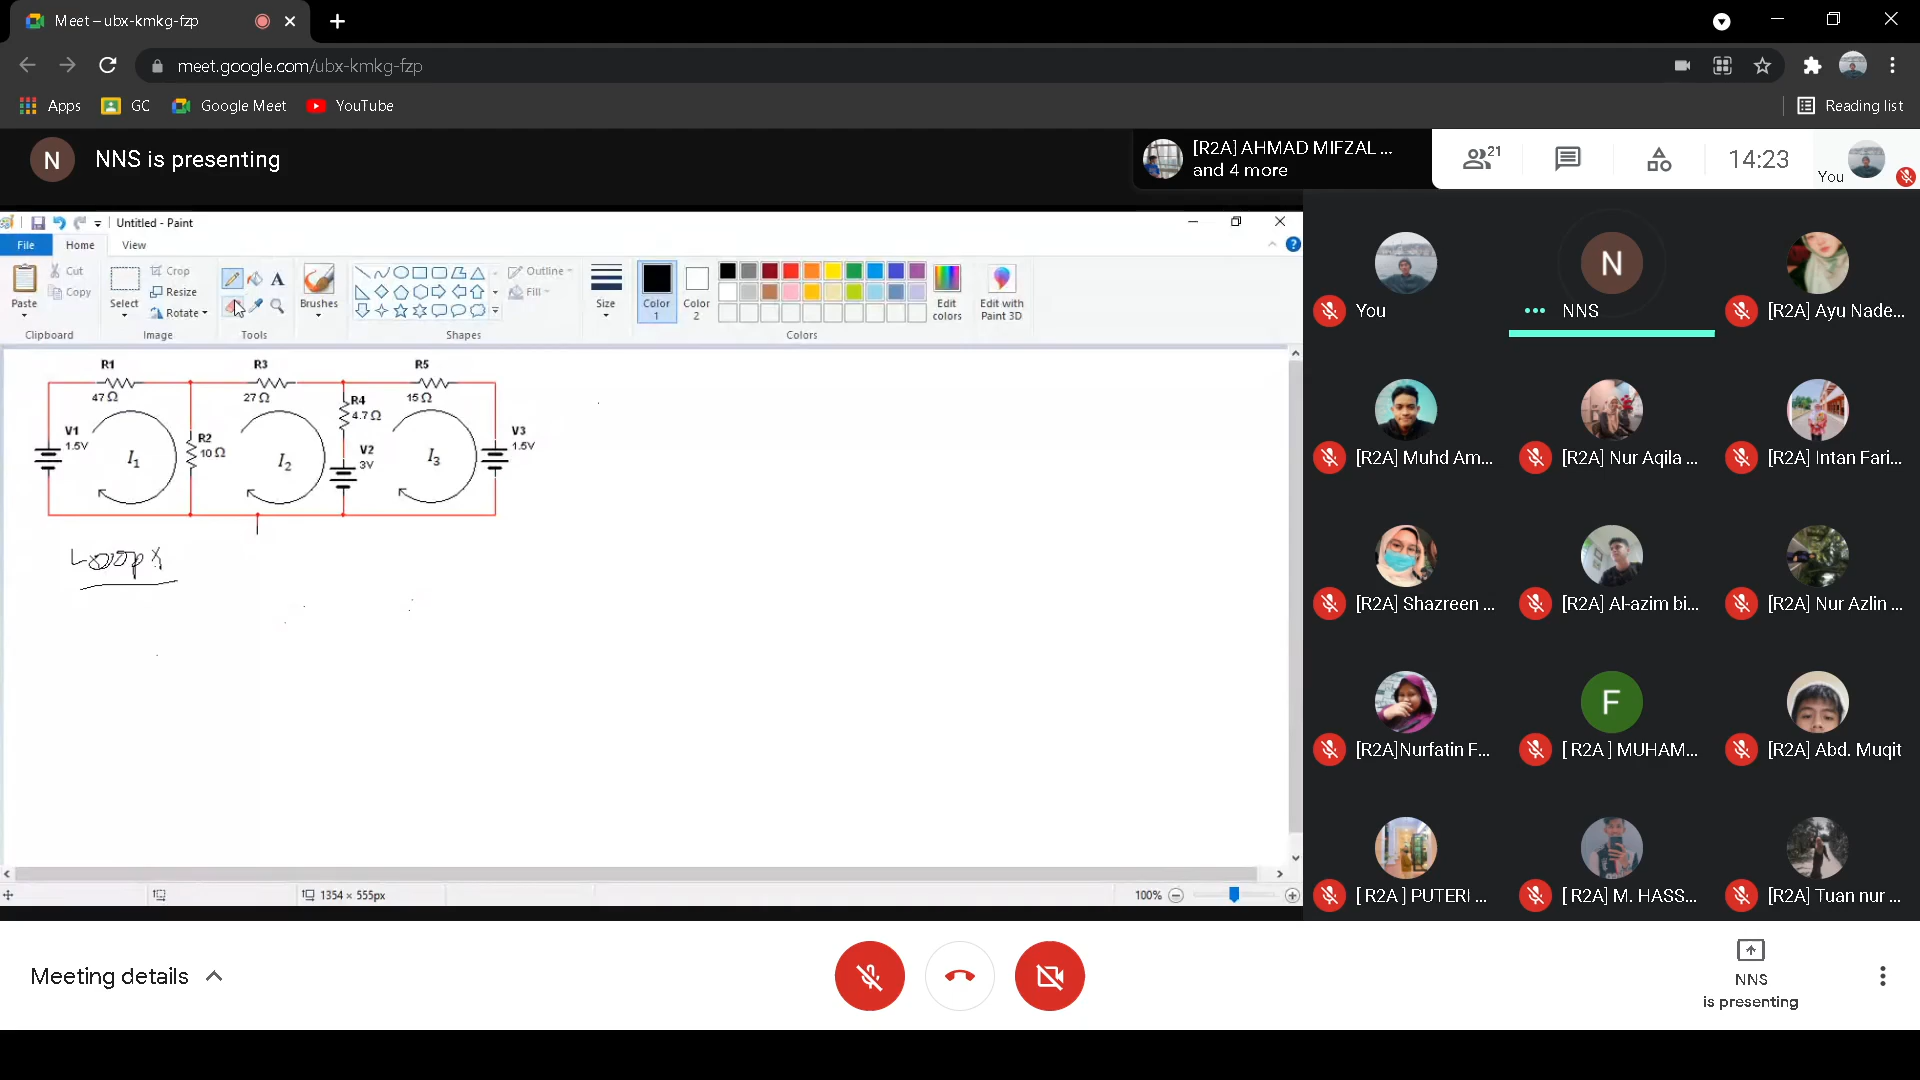 Meet – ubx-kmkg-fzp
meet.google.com/ubx-kmkg-fzp
Apps
GC
Google Meet
YouTube
Reading list
N
NNS is presenting
[R2A] AHMAD MIFZAL ...
and 4 more
21
14:23
You
Untitled - Paint
File
Home
View
Paste
Cut
Copy
Clipboard
Select
Crop
Resize
Rotate
Image
A
Tools
Brushes
Outline
Fill
Shapes
Size
Color 1
Color 2
Edit colors
Edit with Paint 3D
Colors
R1
47Ω
R3
27Ω
R5
15Ω
R4
4.7Ω
V1
1.5V
R2
10Ω
V2
3V
V3
1.5V
I1
I2
I3
Loop
1354 × 555px
100%
You
N
NNS
[R2A] Ayu Nade...
[R2A] Muhd Am...
[R2A] Nur Aqila ...
[R2A] Intan Fari...
[R2A] Shazreen ...
[R2A] Al-azim bi...
[R2A] Nur Azlin ...
[R2A]Nurfatin F...
F
[ R2A ] MUHAM...
[R2A] Abd. Muqit
[ R2A ] PUTERI ...
[ R2A] M. HASS...
[R2A] Tuan nur ...
Meeting details
NNS
is presenting